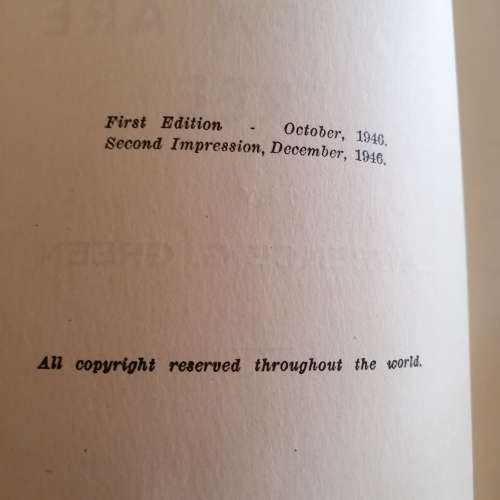 First Edition - October, 1946.
Second Impression, December, 1946.
All copyright reserved throughout the world.